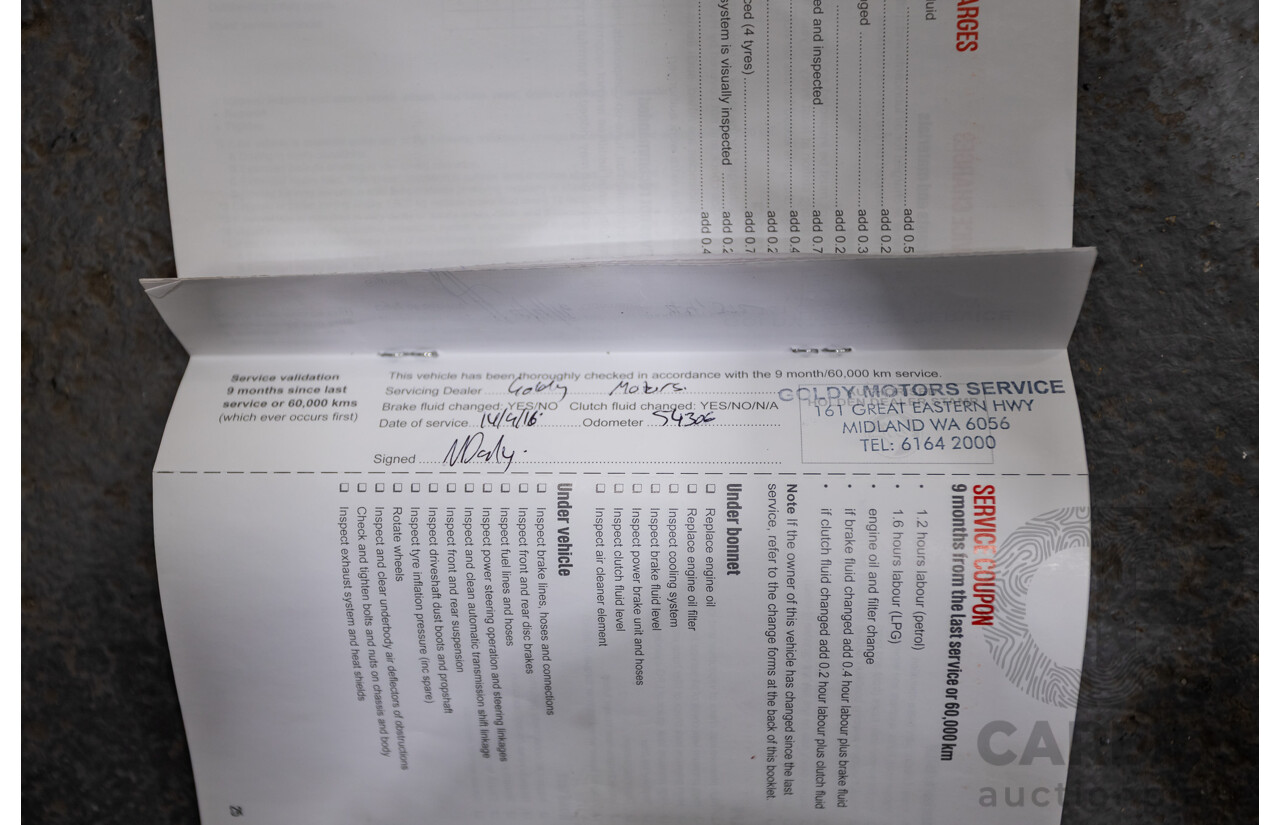 ARGES
fluid
add 0.5
add 0.2
nged
add 0.3
add 0.2
ed and inspected
add 0.7
add 0.4
add 0.2
ced (4 tyres)
add 0.7
system is visually inspected
add 0.2
add 0.4
Service validation
9 months since last
service or 60,000 kms
(which ever occurs first)
This vehicle has been thoroughly checked in accordance with the 9 month/60,000 km service.
Servicing Dealer Goldy Motors.
Brake fluid changed: YES/NO Clutch fluid changed: YES/NO/N/A
Date of service 14/9/16 Odometer 54306
Signed
GOLDY MOTORS SERVICE
161 GREAT EASTERN HWY
MIDLAND WA 6056
TEL: 6164 2000
SERVICE COUPON
9 months from the last service or 60,000 km
• 1.2 hours labour (petrol)
• 1.6 hours labour (LPG)
• engine oil and filter change
• if brake fluid changed add 0.4 hour labour plus brake fluid
• if clutch fluid changed add 0.2 hour labour plus clutch fluid
Note If the owner of this vehicle has changed since the last
service, refer to the change forms at the back of this booklet.
Under bonnet
❑ Replace engine oil
❑ Replace engine oil filter
❑ Inspect cooling system
❑ Inspect brake fluid level
❑ Inspect power brake unit and hoses
❑ Inspect clutch fluid level
❑ Inspect air cleaner element
Under vehicle
❑ Inspect brake lines, hoses and connections
❑ Inspect front and rear disc brakes
❑ Inspect fuel lines and hoses
❑ Inspect power steering operation and steering linkages
❑ Inspect and clean automatic transmission shift linkage
❑ Inspect front and rear suspension
❑ Inspect driveshaft dust boots and propshaft
❑ Inspect tyre inflation pressure (inc spare)
❑ Rotate wheels
❑ Inspect and clear underbody air deflectors of obstructions
❑ Check and tighten bolts and nuts on chassis and body
❑ Inspect exhaust system and heat shields
25